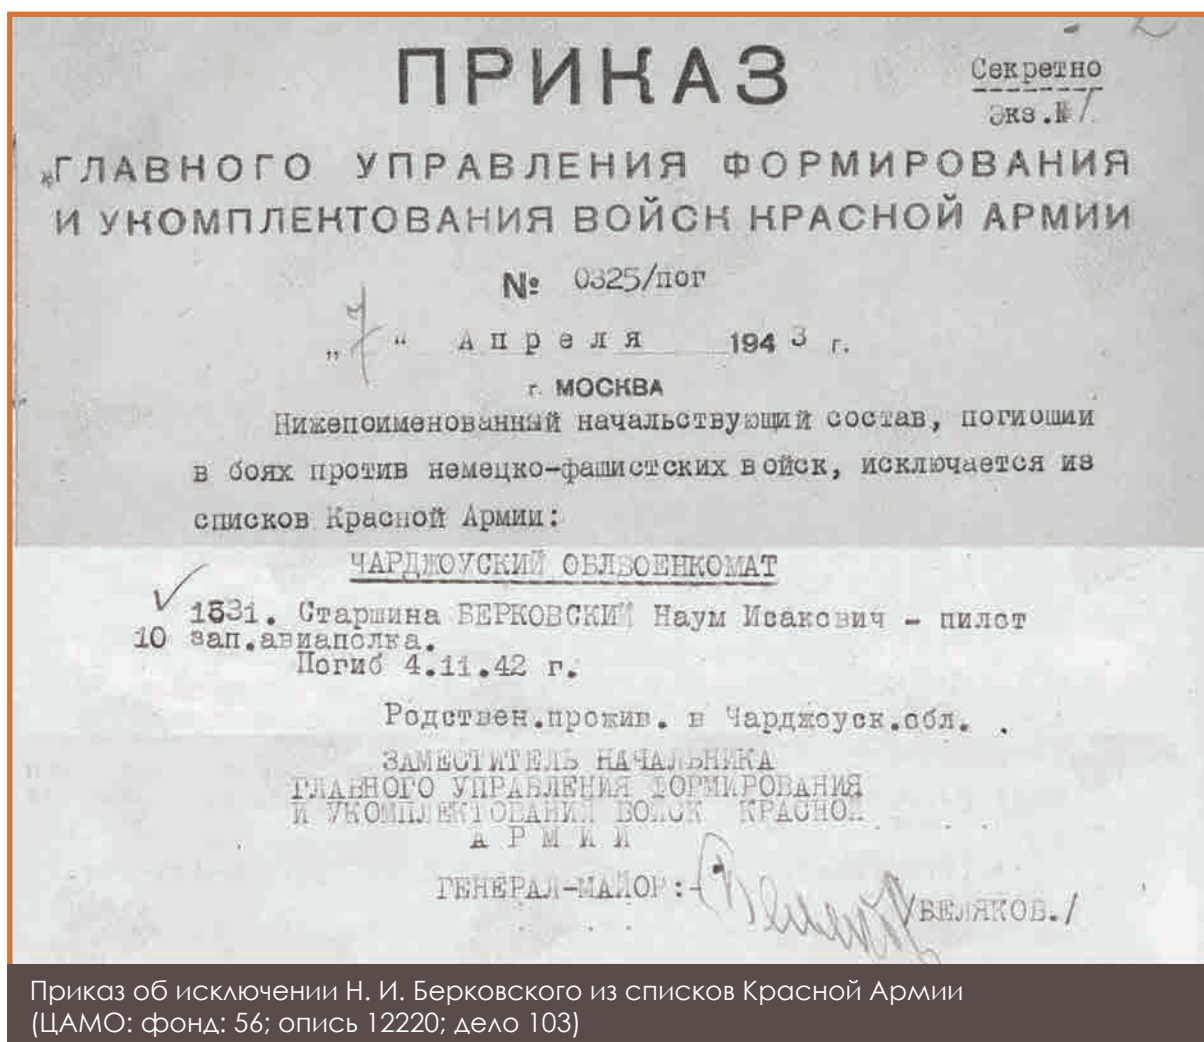 ПРИКАЗ
Секретно
Экз.№1.
„ГЛАВНОГО УПРАВЛЕНИЯ ФОРМИРОВАНИЯ
И УКОМПЛЕКТОВАНИЯ ВОЙСК КРАСНОЙ АРМИИ
№ 0325/пог
„7“ Апреля 1943 г.
г. МОСКВА
Нижепоименованный начальствующий состав, погибший
в боях против немецко-фашистских войск, исключается из
списков Красной Армии:
ЧАРДЖОУСКИЙ ОБЛВОЕНКОМАТ
1531. Старшина БЕРКОВСКИЙ Наум Исакович - пилот
10 зап.авиаполка.
Погиб 4.11.42 г.
Родствен.прожив. в Чарджоуск.обл. .
ЗАМЕСТИТЕЛЬ НАЧАЛЬНИКА
ГЛАВНОГО УПРАВЛЕНИЯ ФОРМИРОВАНИЯ
И УКОМПЛЕКТОВАНИЯ ВОЙСК КРАСНОЙ
АРМИИ
ГЕНЕРАЛ-МАЙОР:- /БЕЛЯКОВ./
Приказ об исключении Н. И. Берковского из списков Красной Армии
(ЦАМО: фонд: 56; опись 12220; дело 103)